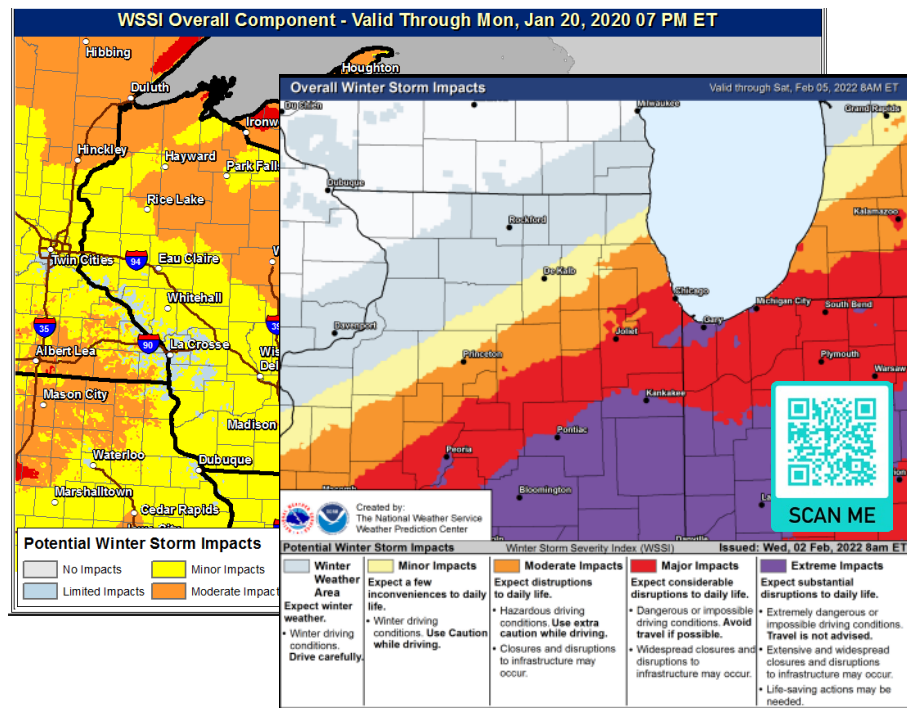 WSSI Overall Component - Valid Through Mon, Jan 20, 2020 07 PM ET
Hibbing
Houghton
Duluth
Hinckley
Hayward
Park Fall
Rice Lake
Twin Cities
94
Eau Claire
Whitehall
35
90
La Crosse
Albert Lea
Mason City
Madison
Waterloo
Dubuque
Marshalltown
Cedar Rapids
Potential Winter Storm Impacts
No Impacts
Minor Impacts
Limited Impacts
Moderate Impact
Overall Winter Storm Impacts
Valid through Sat, Feb 05, 2022 8AM ET
Du Chien
Milwaukee
Grand Rapids
Dubuque
Rockford
Kalamazoo
De Kalb
Chicago
Michigan City
South Bend
Davenport
Gary
Joliet
Princeton
Plymouth
Warsaw
Kankakee
Pontiac
Peoria
Bloomington
Created by:
The National Weather Service
Weather Prediction Center
SCAN ME
Potential Winter Storm Impacts
Winter Storm Severity Index (WSSI)
Issued: Wed, 02 Feb, 2022 8am ET
Winter
Weather
Area
Expect winter
weather.
• Winter driving
conditions.
Drive carefully.
Minor Impacts
Expect a few
inconveniences to daily
life.
• Winter driving
conditions. Use Caution
while driving.
Moderate Impacts
Expect distruptions
to daily life.
• Hazardous driving
conditions. Use extra
caution while driving.
• Closures and disruptions
to infrastructure may
occur.
Major Impacts
Expect considerable
disruptions to daily life.
• Dangerous or impossible
driving conditions. Avoid
travel if possible.
• Widespread closures and
disruptions to
infrastructure may occur.
Extreme Impacts
Expect substantial
disruptions to daily life.
• Extremely dangerous or
impossible driving conditions.
Travel is not advised.
• Extensive and widespread
closures and disruptions
to infrastructure may occur.
• Life-saving actions may be
needed.